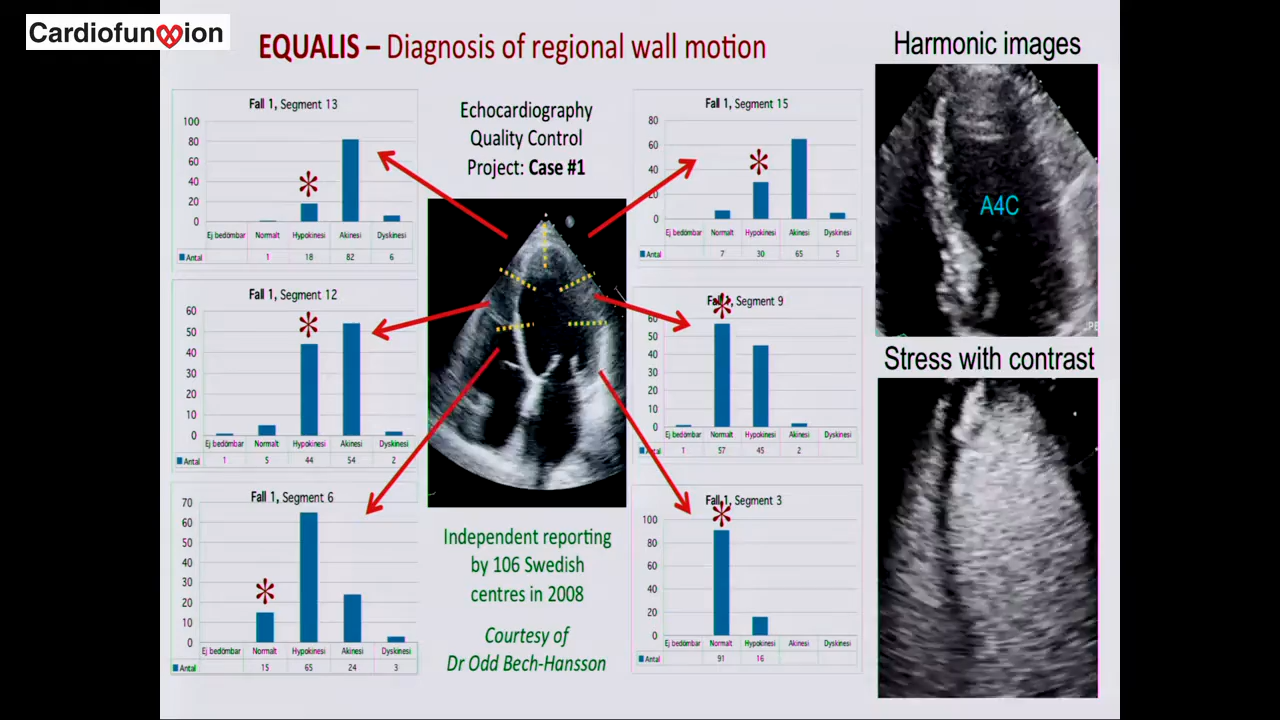 Cardiofunxion
EQUALIS – Diagnosis of regional wall motion
Harmonic images
A4C
Stress with contrast
Echocardiography
Quality Control
Project: Case #1
Fall 1, Segment 13
100
80
60
40
20
0
Ej bedömbar Normalt Hypokinesi Akinesi Dyskinesi
Antal 1 18 82 6
Fall 1, Segment 15
80
60
40
20
0
Ej bedömbar Normalt Hypokinesi Akinesi Dyskinesi
Antal 7 30 65 5
Fall 1, Segment 12
60
50
40
30
20
10
0
Ej bedömbar Normalt Hypokinesi Akinesi Dyskinesi
Antal 1 5 44 54 2
Fall 1, Segment 9
60
50
40
30
20
10
0
Ej bedömbar Normalt Hypokinesi Akinesi Dyskinesi
Antal 1 57 45 2
Fall 1, Segment 6
70
60
50
40
30
20
10
0
Ej bedömbar Normalt Hypokinesi Akinesi Dyskinesi
Antal 15 65 24 3
Fall 1, Segment 3
100
80
60
40
20
0
Ej bedömbar Normalt Hypokinesi Akinesi Dyskinesi
Antal 91 16
Independent reporting
by 106 Swedish
centres in 2008
Courtesy of
Dr Odd Bech-Hansson